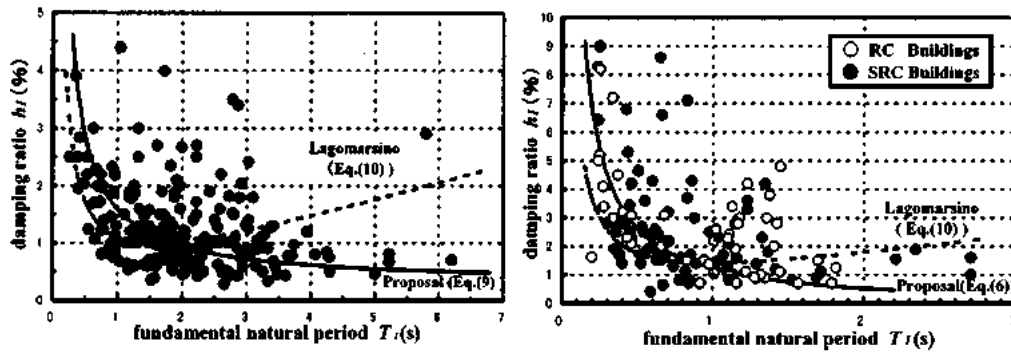 damping ratio h1 (%)
5
4
3
2
1
0
0 1 2 3 4 5 6 7
fundamental natural period T1(s)
Lagomarsino
(Eq.(10) )
Proposal (Eq.(9)
damping ratio h1 (%)
10
9
8
7
6
5
4
3
2
1
0
0 1 2
fundamental natural period T1(s)
RC Buildings
SRC Buildings
Lagomarsino
( Eq.(10) )
Proposal(Eq.(6)